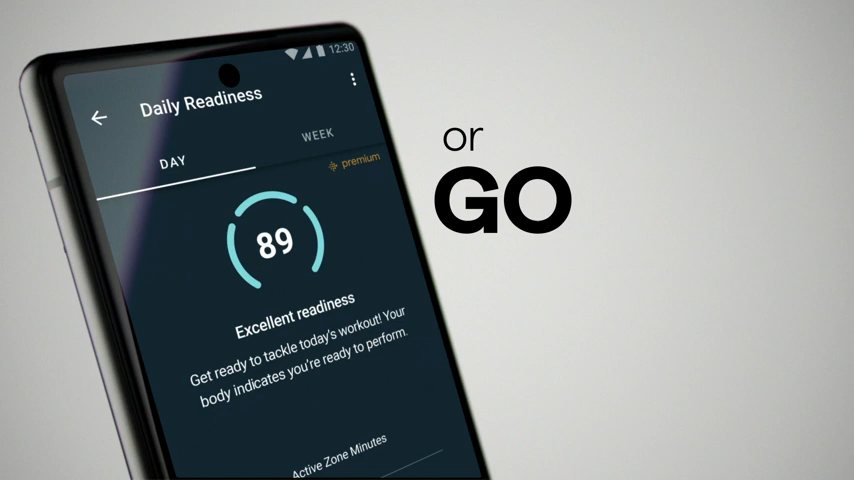 12:30
Daily Readiness
DAY
WEEK
premium
89
Excellent readiness
Get ready to tackle today's workout! Your
body indicates you're ready to perform.
Active Zone Minutes
or
GO